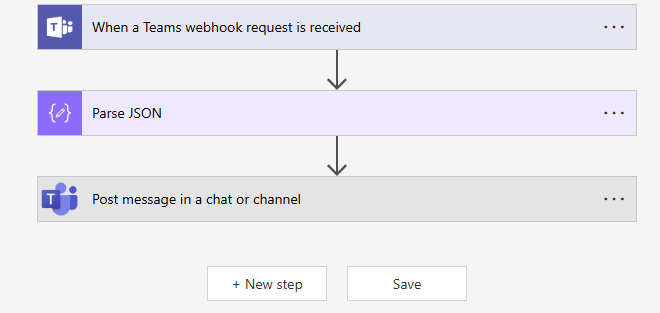 When a Teams webhook request is received
Parse JSON
Post message in a chat or channel
+ New step
Save